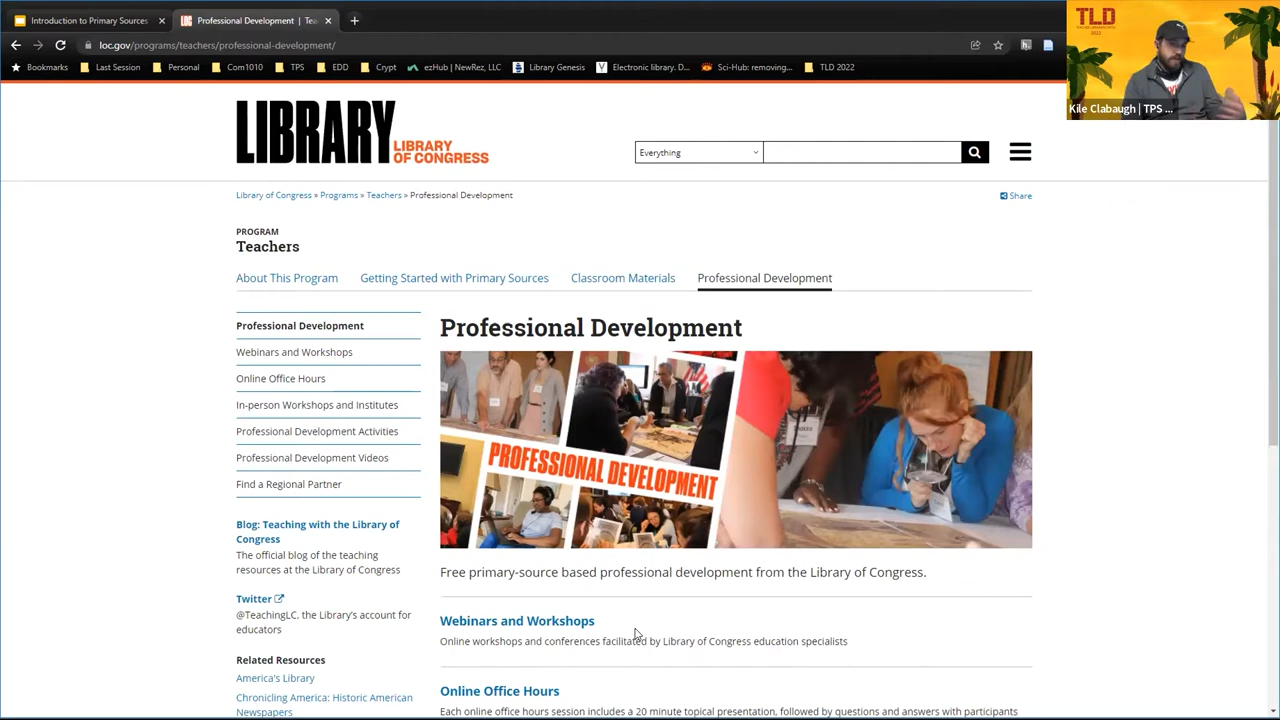 Introduction to Primary Sources
Professional Development | Tea
loc.gov/programs/teachers/professional-development/
Bookmarks
Last Session
Personal
Com1010
TPS
EDD
Crypt
ezHub | NewRez, LLC
Library Genesis
Electronic library. D...
Sci-Hub: removing...
TLD 2022
TLD
2022
Kile Clabaugh | TPS ...
LIBRARY
LIBRARY
OF CONGRESS
Everything
Library of Congress » Programs » Teachers » Professional Development
Share
PROGRAM
Teachers
About This Program
Getting Started with Primary Sources
Classroom Materials
Professional Development
Professional Development
Webinars and Workshops
Online Office Hours
In-person Workshops and Institutes
Professional Development Activities
Professional Development Videos
Find a Regional Partner
Blog: Teaching with the Library of
Congress
The official blog of the teaching
resources at the Library of Congress
Twitter
@TeachingLC, the Library's account for
educators
Related Resources
America's Library
Chronicling America: Historic American
Newspapers
Professional Development
PROFESSIONAL DEVELOPMENT
Free primary-source based professional development from the Library of Congress.
Webinars and Workshops
Online workshops and conferences facilitated by Library of Congress education specialists
Online Office Hours
Each online office hours session includes a 20 minute topical presentation, followed by questions and answers with participants